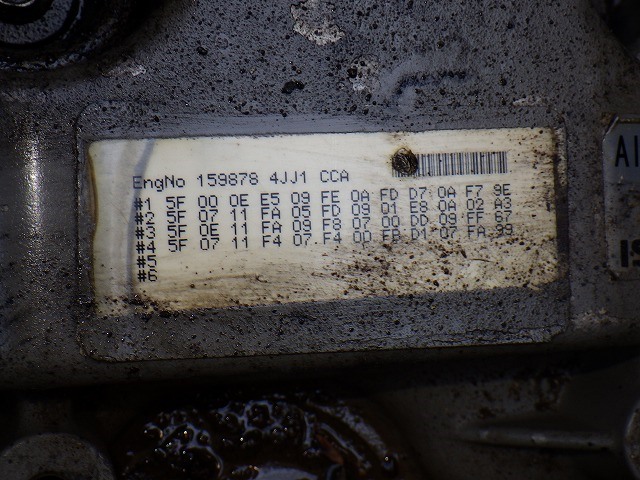 EngNo 159878 4JJ1 CCA
#1 5F 00 0E E5 09 FE 0A FD D7 0A F7 9E
#2 5F 07 11 FA 05 FD 09 01 E8 0A 02 A3
#3 5F 0E 11 FA 09 F8 07 00 DD 09 FF 67
#4 5F 07 11 F4 07 F4 0D FB D1 07 FA 99
#5
#6
AI